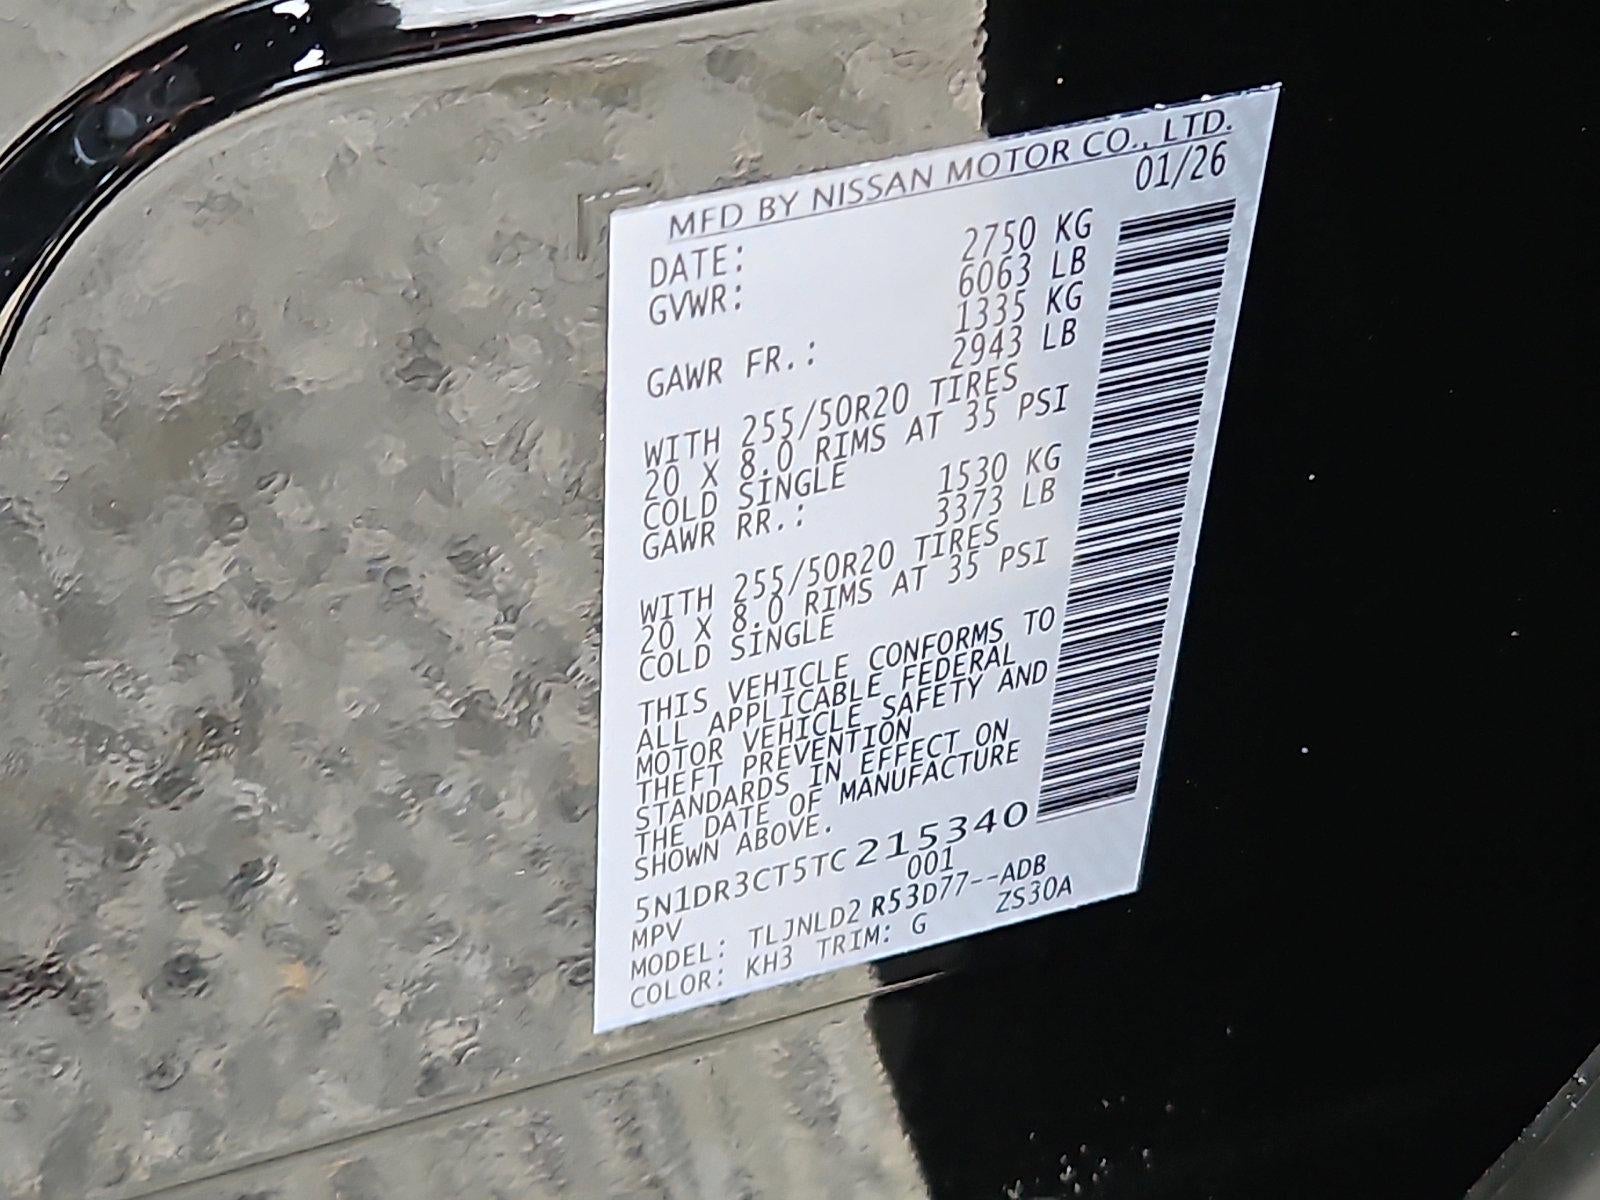 MFD BY NISSAN MOTOR CO., LTD.
DATE: 01/26
GVWR: 2750 KG
6063 LB
GAWR FR.: 1335 KG
2943 LB
WITH 255/50R20 TIRES
20 X 8.0 RIMS AT 35 PSI
COLD SINGLE
GAWR RR.: 1530 KG
3373 LB
WITH 255/50R20 TIRES
20 X 8.0 RIMS AT 35 PSI
COLD SINGLE
THIS VEHICLE CONFORMS TO
ALL APPLICABLE FEDERAL
MOTOR VEHICLE SAFETY AND
THEFT PREVENTION
STANDARDS IN EFFECT ON
THE DATE OF MANUFACTURE
SHOWN ABOVE.
5N1DR3CT5TC215340
MPV 001
MODEL: TLJNLD2 R53D77--ADB
COLOR: KH3 TRIM: G ZS30A